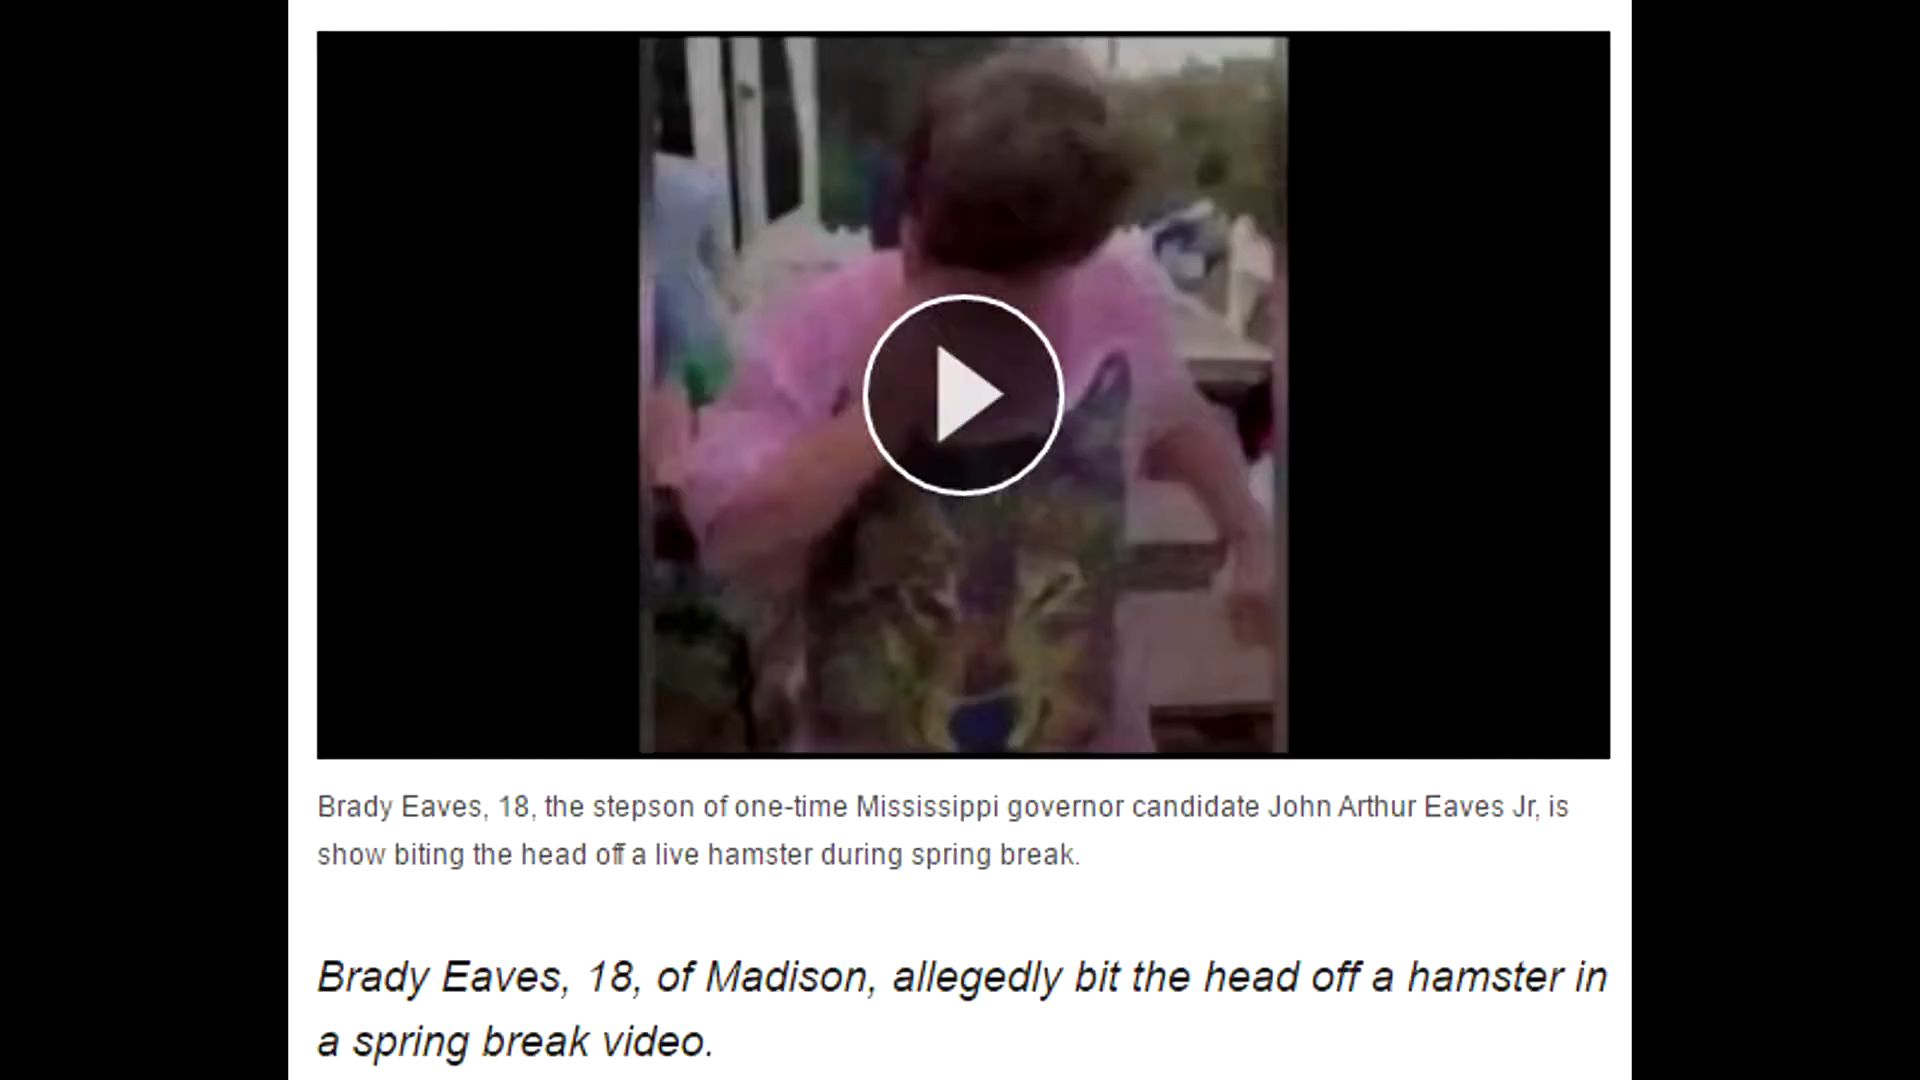 Brady Eaves, 18, the stepson of one-time Mississippi governor candidate John Arthur Eaves Jr, is
show biting the head off a live hamster during spring break.
Brady Eaves, 18, of Madison, allegedly bit the head off a hamster in
a spring break video.